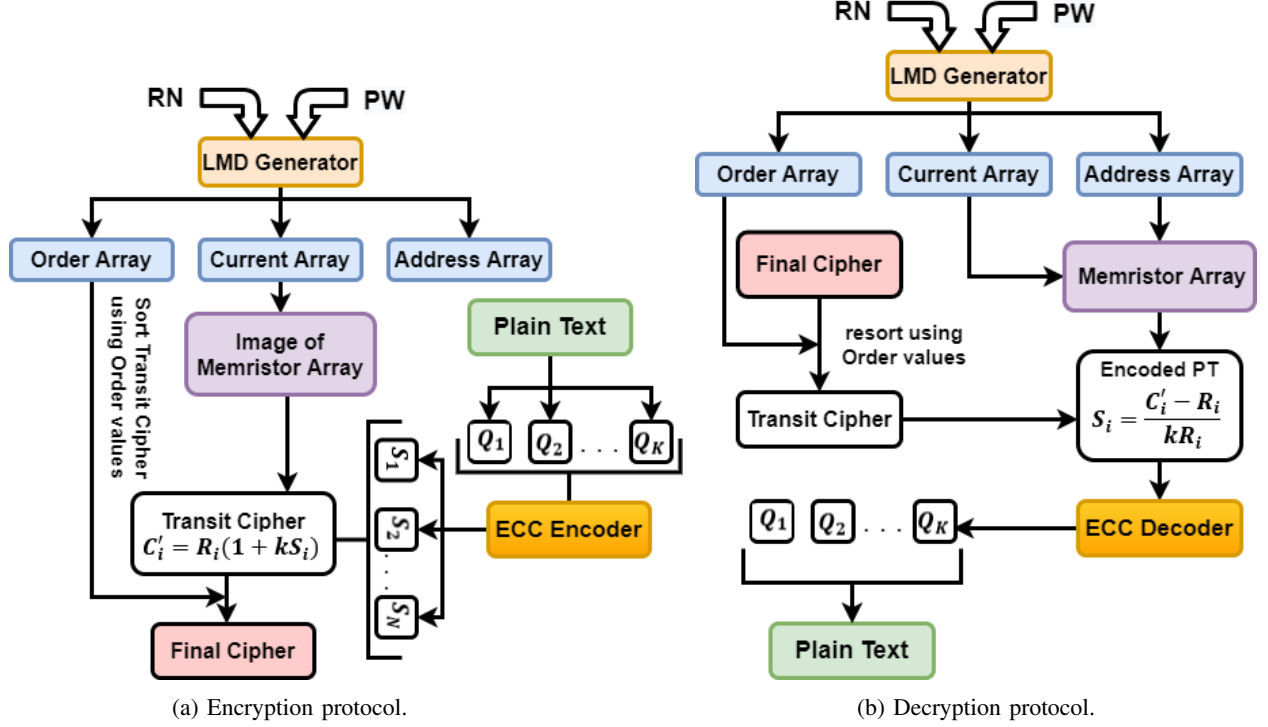 RN
PW
LMD Generator
Order Array
Current Array
Address Array
Sort Transit Cipher
using Order values
Image of
Memristor Array
Plain Text
Q₁ Q₂ . . . Q_K
ECC Encoder
S₁
S₂
. . .
S_N
Transit Cipher
C'ᵢ = Rᵢ(1 + kSᵢ)
Final Cipher
(a) Encryption protocol.
RN
PW
LMD Generator
Order Array
Current Array
Address Array
Final Cipher
Memristor Array
resort using
Order values
Transit Cipher
Encoded PT
Sᵢ = (C'ᵢ − Rᵢ) / kRᵢ
Q₁ Q₂ . . . Q_K
ECC Decoder
Plain Text
(b) Decryption protocol.